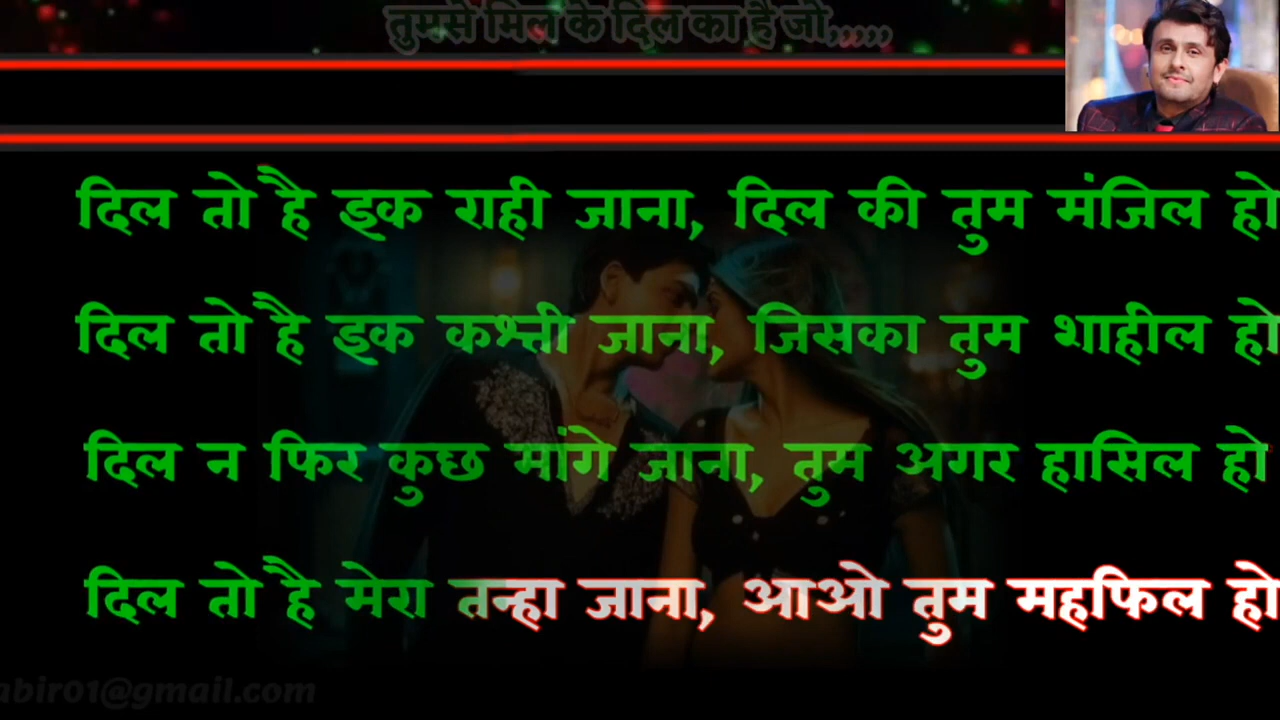 तुमसे मिल के दिल का है जो,,,,,
दिल तो है इक राही जाना, दिल की तुम मंजिल हो
दिल तो है इक कश्ती जाना, जिसका तुम शाहील हो
दिल न फिर कुछ मांगे जाना, तुम अगर हासिल हो
दिल तो है मेरा तन्हा जाना, आओ तुम महफिल हो
abir01@gmail.com